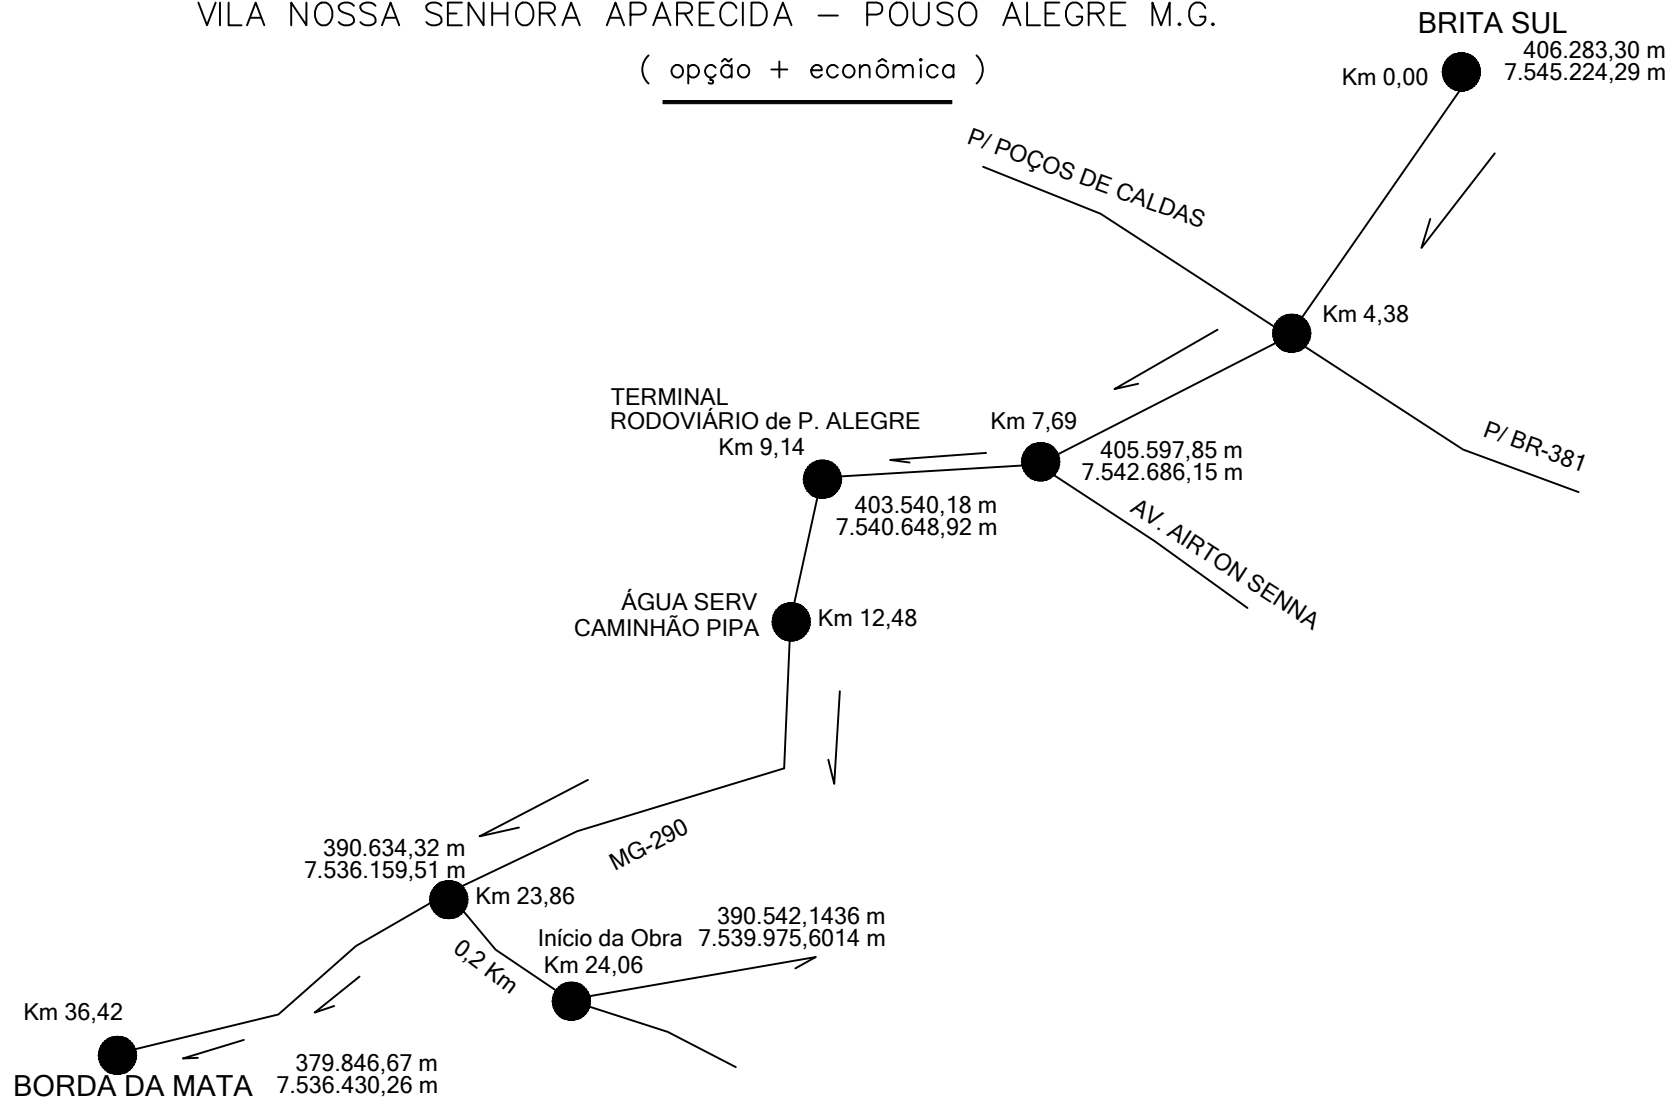 VILA NOSSA SENHORA APARECIDA – POUSO ALEGRE M.G.
( opção + econômica )
BRITA SUL
406.283,30 m
7.545.224,29 m
Km 0,00
P/ POÇOS DE CALDAS
Km 4,38
P/ BR-381
TERMINAL
RODOVIÁRIO de P. ALEGRE
Km 9,14
Km 7,69
405.597,85 m
7.542.686,15 m
403.540,18 m
7.540.648,92 m
AV. AIRTON SENNA
ÁGUA SERV
CAMINHÃO PIPA
Km 12,48
MG-290
390.634,32 m
7.536.159,51 m
Km 23,86
0,2 Km
390.542,1436 m
Início da Obra 7.539.975,6014 m
Km 24,06
Km 36,42
BORDA DA MATA
379.846,67 m
7.536.430,26 m